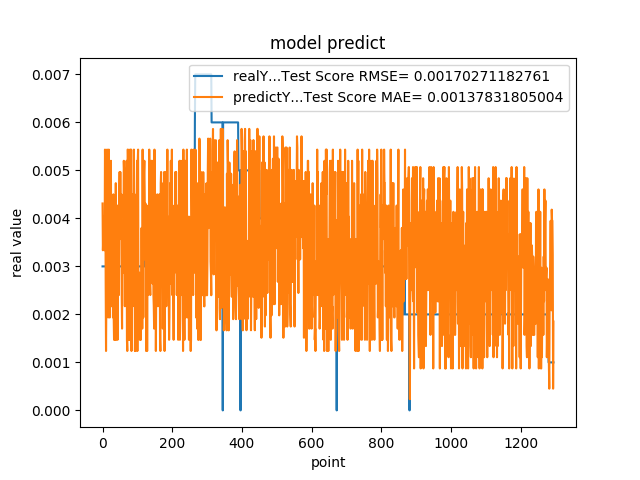 model predict
realY...Test Score RMSE= 0.00170271182761
predictY...Test Score MAE= 0.00137831805004
0.007
0.006
0.005
0.004
0.003
0.002
0.001
0.000
real value
0 200 400 600 800 1000 1200
point